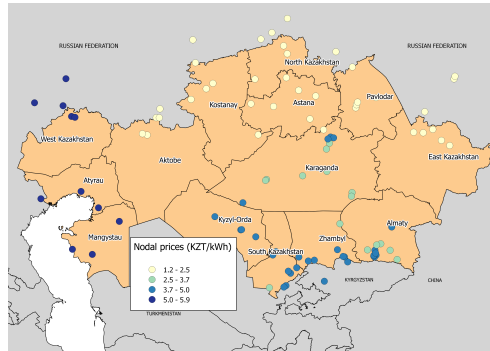 RUSSIAN FEDERATION
RUSSIAN FEDERATION
North Kazakhstan
Kostanay
Astana
Pavlodar
West Kazakhstan
Aktobe
Karaganda
East Kazakhstan
Atyrau
Mangystau
Kyzyl-Orda
South Kazakhstan
Zhambyl
Almaty
Nodal prices (KZT/kWh)
1.2 - 2.5
2.5 - 3.7
3.7 - 5.0
5.0 - 5.9
KYRGYZSTAN
CHINA
TURKMENISTAN